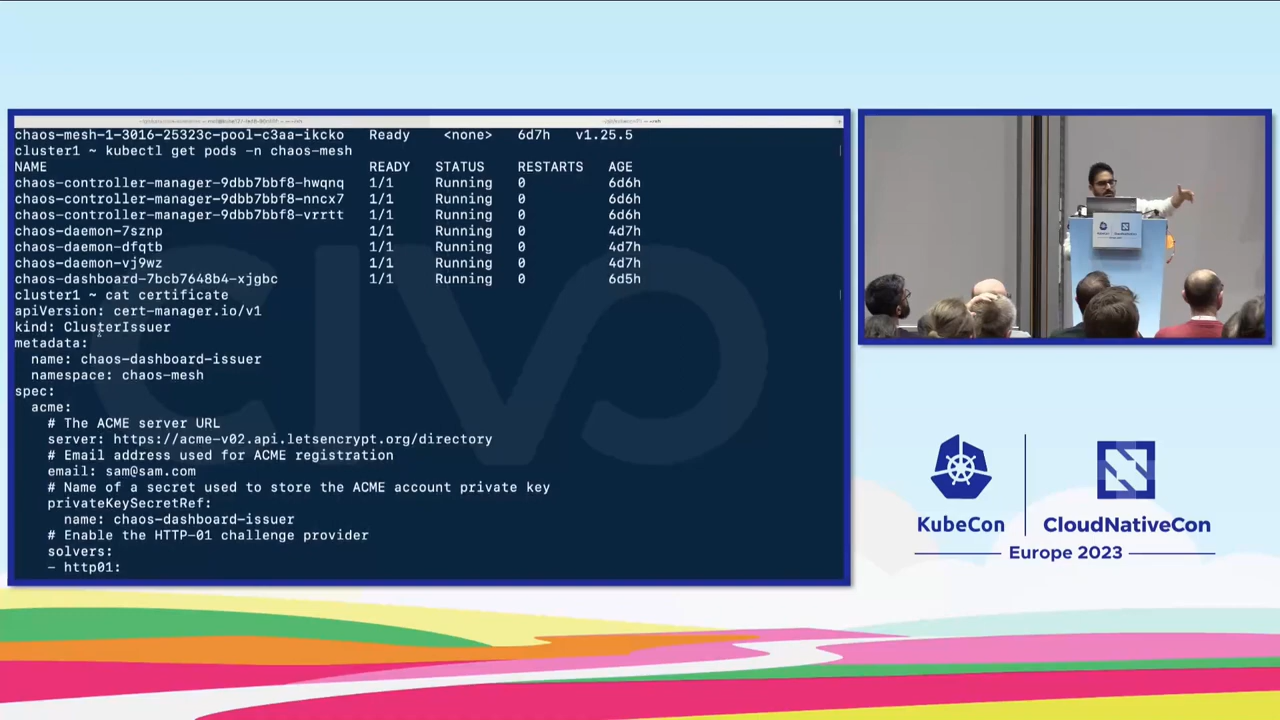 chaos-mesh-1-3016-25323c-pool-c3aa-ikcko   Ready    <none>   6d7h   v1.25.5
cluster1 ~ kubectl get pods -n chaos-mesh
NAME                                       READY   STATUS    RESTARTS   AGE
chaos-controller-manager-9dbb7bbf8-hwqnq   1/1     Running   0          6d6h
chaos-controller-manager-9dbb7bbf8-nncx7   1/1     Running   0          6d6h
chaos-controller-manager-9dbb7bbf8-vrrtt   1/1     Running   0          6d6h
chaos-daemon-7sznp                         1/1     Running   0          4d7h
chaos-daemon-dfqtb                         1/1     Running   0          4d7h
chaos-daemon-vj9wz                         1/1     Running   0          4d7h
chaos-dashboard-7bcb7648b4-xjgbc           1/1     Running   0          6d5h
cluster1 ~ cat certificate
apiVersion: cert-manager.io/v1
kind: ClusterIssuer
metadata:
  name: chaos-dashboard-issuer
  namespace: chaos-mesh
spec:
  acme:
    # The ACME server URL
    server: https://acme-v02.api.letsencrypt.org/directory
    # Email address used for ACME registration
    email: sam@sam.com
    # Name of a secret used to store the ACME account private key
    privateKeySecretRef:
      name: chaos-dashboard-issuer
    # Enable the HTTP-01 challenge provider
    solvers:
    - http01:
CIVO
KubeCon
CloudNativeCon
Europe 2023